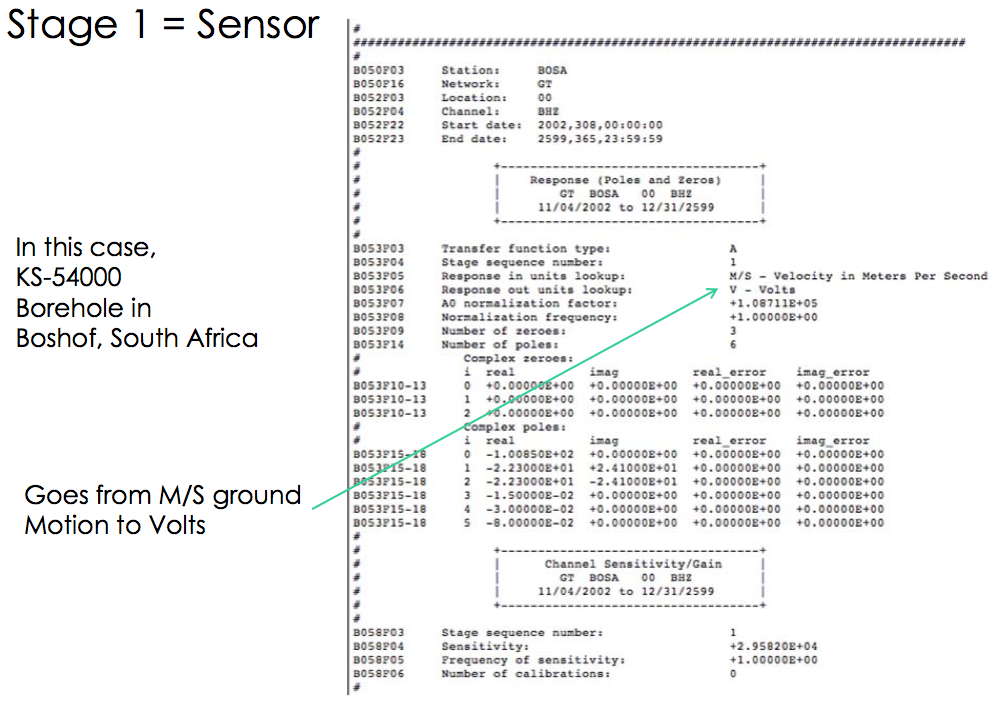 Stage 1 = Sensor
#
###################################################################################
#
B050F03 Station: BOSA
B050F16 Network: GT
B052F03 Location: 00
B052F04 Channel: BHZ
B052F22 Start date: 2002,308,00:00:00
B052F23 End date: 2599,365,23:59:59
#
# +-----------------------------------+
# | Response (Poles and Zeros) |
# | GT BOSA 00 BHZ |
# | 11/04/2002 to 12/31/2599 |
# +-----------------------------------+
#
B053F03 Transfer function type: A
B053F04 Stage sequence number: 1
B053F05 Response in units lookup: M/S - Velocity in Meters Per Second
B053F06 Response out units lookup: V - Volts
B053F07 A0 normalization factor: +1.08711E+05
B053F08 Normalization frequency: +1.00000E+00
B053F09 Number of zeroes: 3
B053F14 Number of poles: 6
# Complex zeroes:
# i real imag real_error imag_error
B053F10-13 0 +0.00000E+00 +0.00000E+00 +0.00000E+00 +0.00000E+00
B053F10-13 1 +0.00000E+00 +0.00000E+00 +0.00000E+00 +0.00000E+00
B053F10-13 2 +0.00000E+00 +0.00000E+00 +0.00000E+00 +0.00000E+00
# Complex poles:
# i real imag real_error imag_error
B053F15-18 0 -1.00850E+02 +0.00000E+00 +0.00000E+00 +0.00000E+00
B053F15-18 1 -2.23000E+01 +2.41000E+01 +0.00000E+00 +0.00000E+00
B053F15-18 2 -2.23000E+01 -2.41000E+01 +0.00000E+00 +0.00000E+00
B053F15-18 3 -1.50000E-02 +0.00000E+00 +0.00000E+00 +0.00000E+00
B053F15-18 4 -3.00000E-02 +0.00000E+00 +0.00000E+00 +0.00000E+00
B053F15-18 5 -8.00000E-02 +0.00000E+00 +0.00000E+00 +0.00000E+00
#
# +-----------------------------------+
# | Channel Sensitivity/Gain |
# | GT BOSA 00 BHZ |
# | 11/04/2002 to 12/31/2599 |
# +-----------------------------------+
#
B058F03 Stage sequence number: 1
B058F04 Sensitivity: +2.95820E+04
B058F05 Frequency of sensitivity: +1.00000E+00
B058F06 Number of calibrations: 0
#
In this case,
KS-54000
Borehole in
Boshof, South Africa
Goes from M/S ground
Motion to Volts